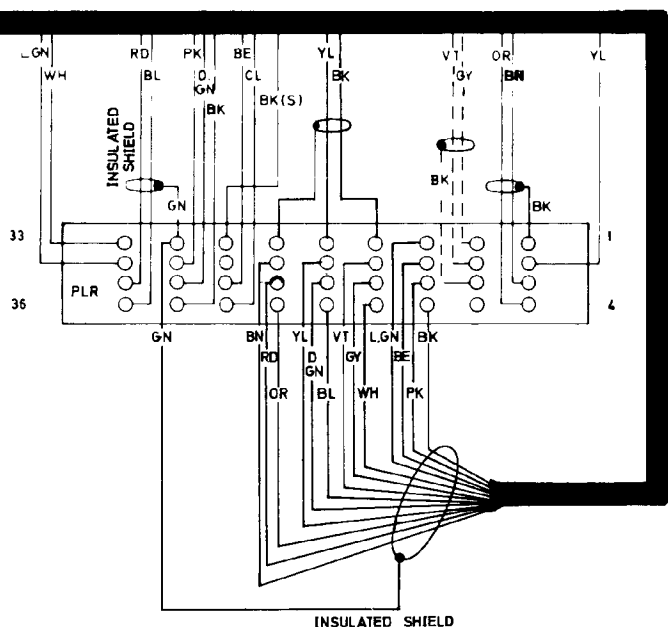 L GN RD PK BE YL VT OR YL
WH BL D GN CL BK GY BN
BK BK(S)
INSULATED SHIELD
BK
GN BK
33 1
PLR
36 4
GN BN YL VT L.GN BK
RD D GN GY BE
OR BL WH PK
INSULATED SHIELD